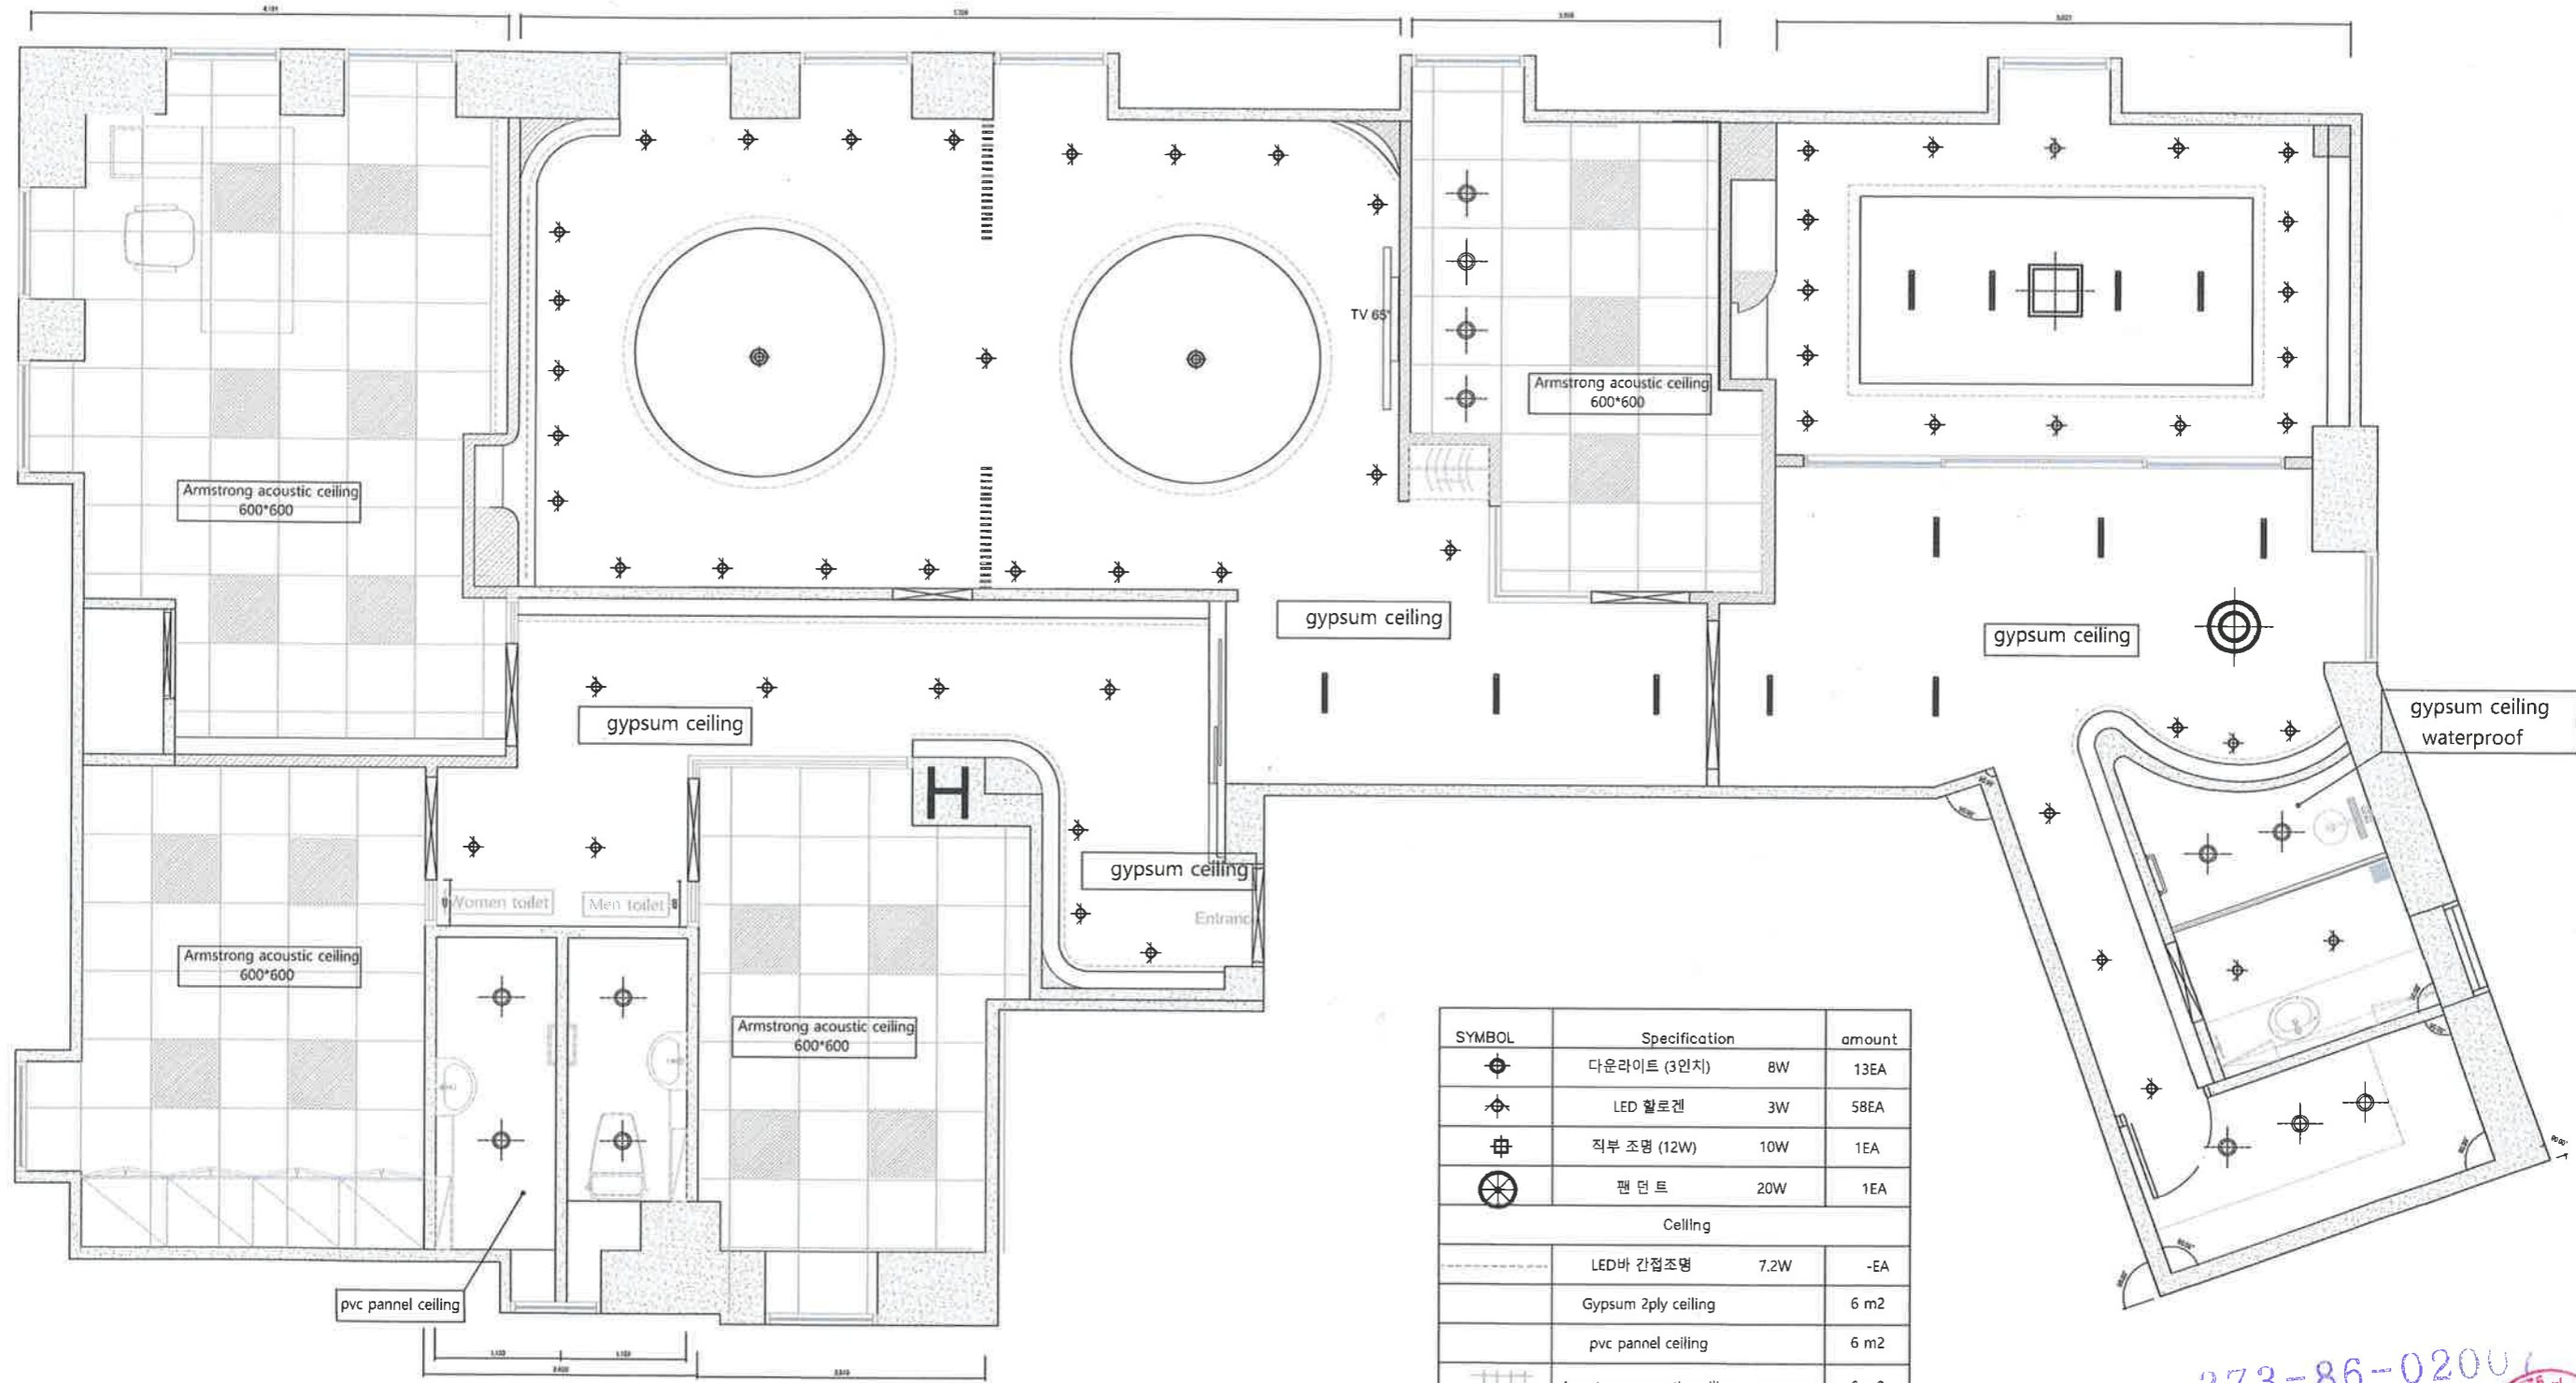 TV 65"
Armstrong acoustic ceiling
600*600
Armstrong acoustic ceiling
600*600
gypsum ceiling
gypsum ceiling
gypsum ceiling
gypsum ceiling
waterproof
gypsum ceiling
Entranc
Women toilet
Men toilet
Armstrong acoustic ceiling
600*600
Armstrong acoustic ceiling
600*600
pvc pannel ceiling
SYMBOL Specification amount
다운라이트 (3인치) 8W 13EA
LED 할로겐 3W 58EA
직부 조명 (12W) 10W 1EA
팬 던 트 20W 1EA
Ceiling
LED바 간접조명 7.2W -EA
Gypsum 2ply ceiling 6 m2
pvc pannel ceiling 6 m2